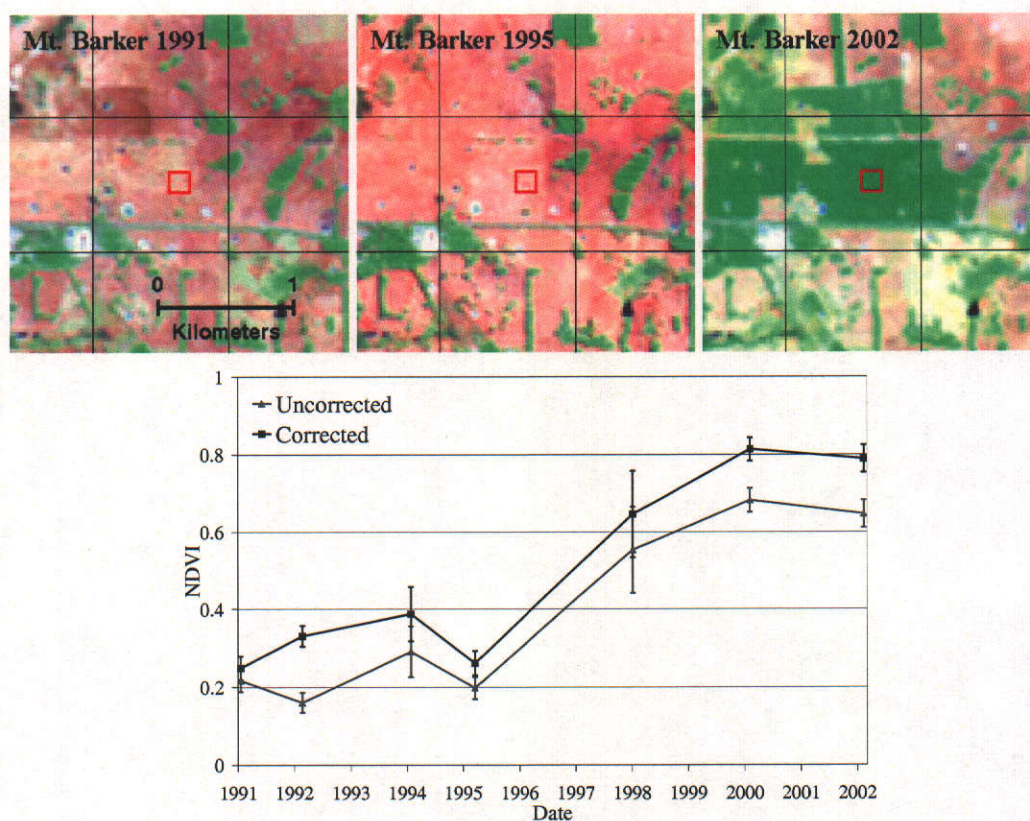 Mt. Barker 1991
Mt. Barker 1995
Mt. Barker 2002
0 1
Kilometers
1
Uncorrected
Corrected
0.8
0.6
NDVI
0.4
0.2
0
1991 1992 1993 1994 1995 1996 1997 1998 1999 2000 2001 2002
Date